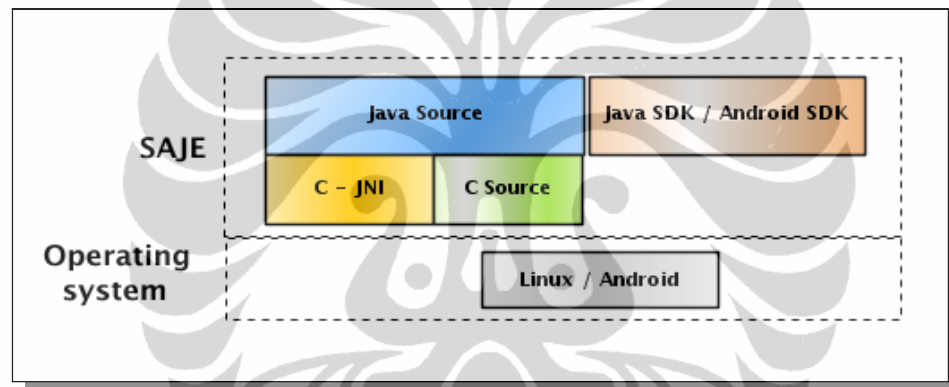 Java Source
Java SDK / Android SDK
SAJE
C - JNI
C Source
Operating
system
Linux / Android